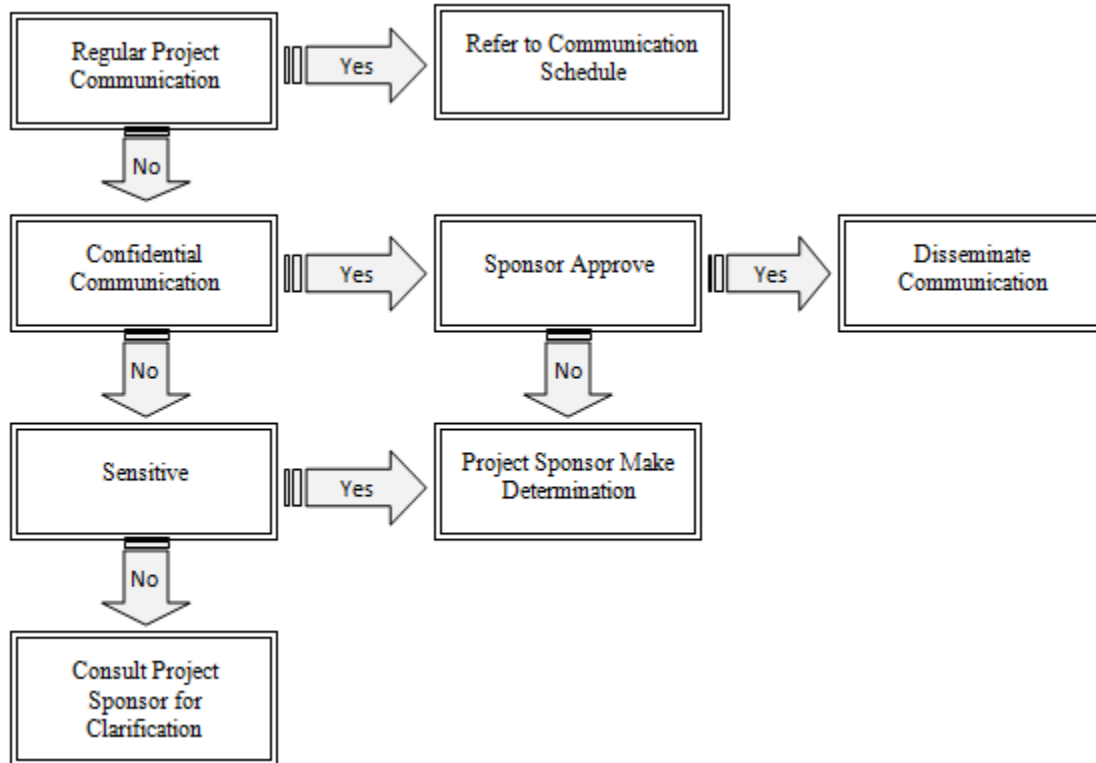 Regular Project
Communication
Yes
Refer to Communication
Schedule
No
Confidential
Communication
Yes
Sponsor Approve
Yes
Disseminate
Communication
No
No
Sensitive
Yes
Project Sponsor Make
Determination
No
Consult Project
Sponsor for
Clarification